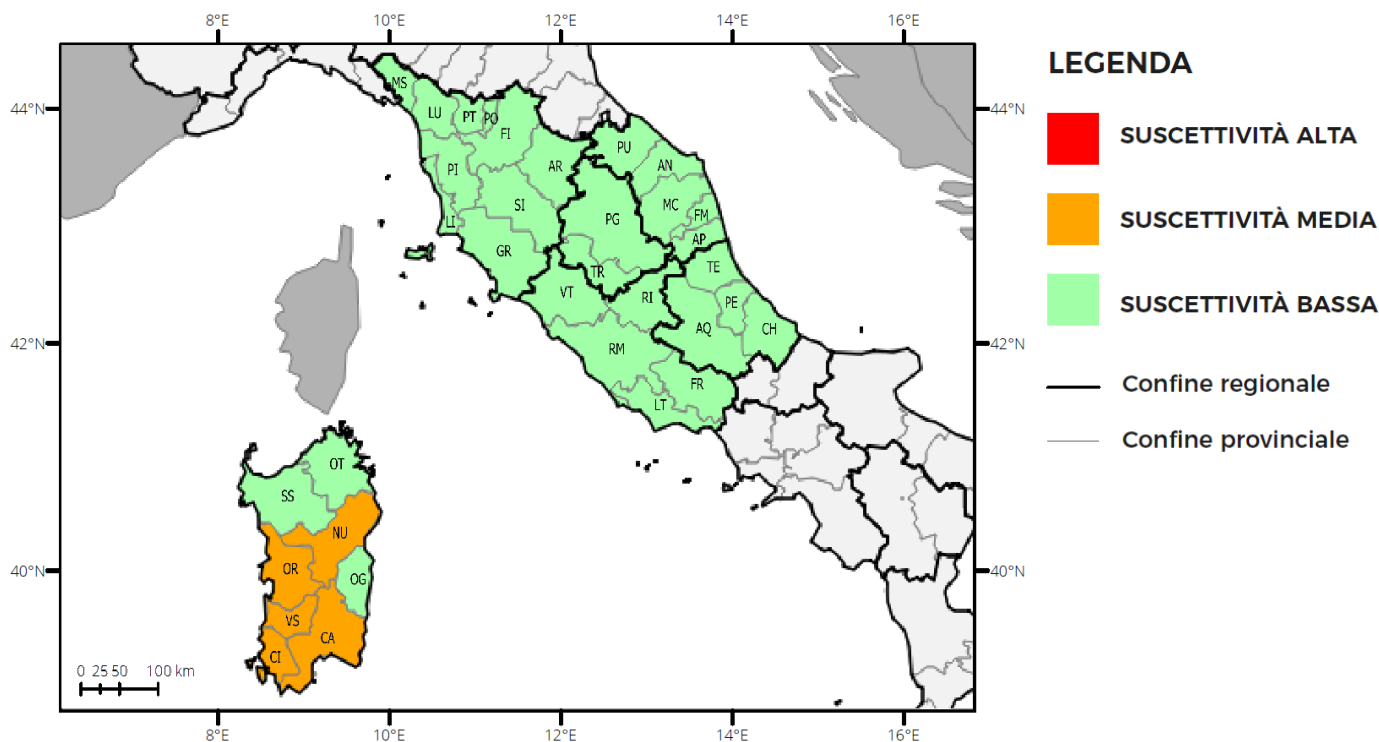 8°E 10°E 12°E 14°E 16°E
LEGENDA
44°N 44°N
SUSCETTIVITÀ ALTA
SUSCETTIVITÀ MEDIA
SUSCETTIVITÀ BASSA
Confine regionale
Confine provinciale
MS
LU PT PO
FI
PU
AN
PI AR
SI MC
PG FM
LI
AP
GR
TR TE
VT RI PE
AQ CH
42°N 42°N
RM
FR
LT
OT
SS
NU
OR OG
40°N 40°N
VS
CA
CI
0 25 50 100 km
8°E 10°E 12°E 14°E 16°E